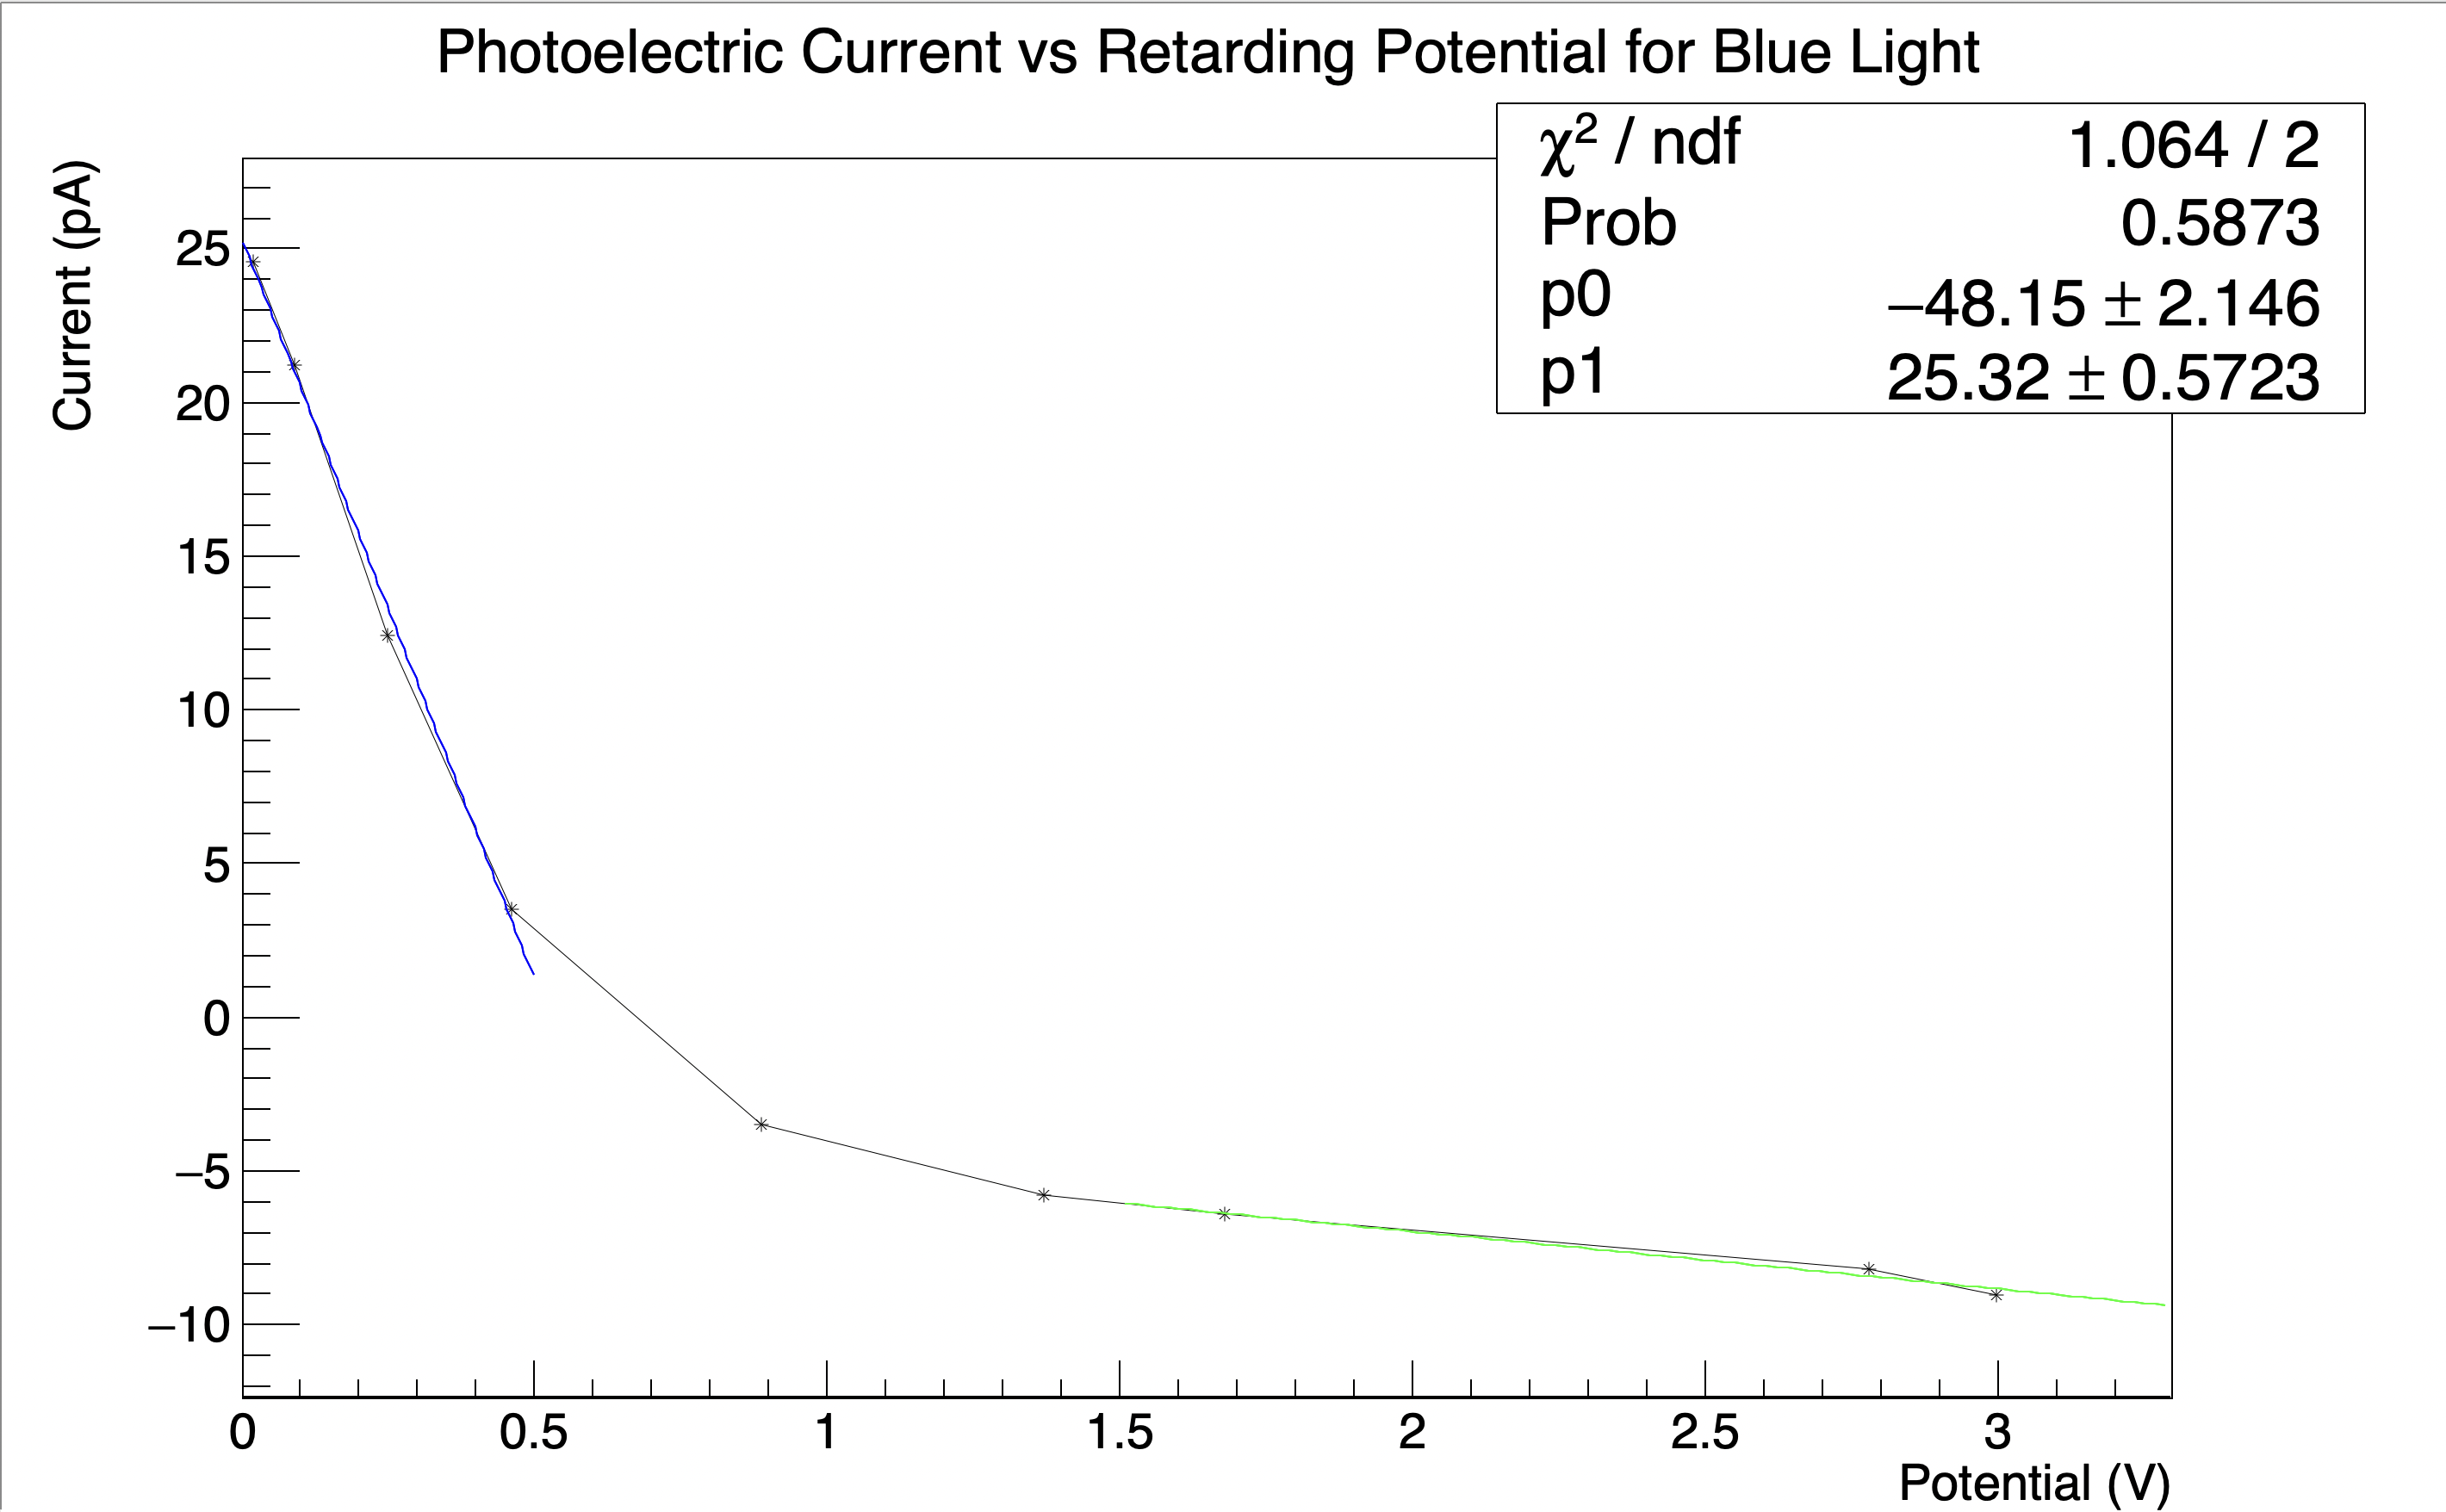 Photoelectric Current vs Retarding Potential for Blue Light
χ² / ndf 1.064 / 2
Prob 0.5873
p0 −48.15 ± 2.146
p1 25.32 ± 0.5723
Current (pA)
25
20
15
10
5
0
−5
−10
0 0.5 1 1.5 2 2.5 3
Potential (V)